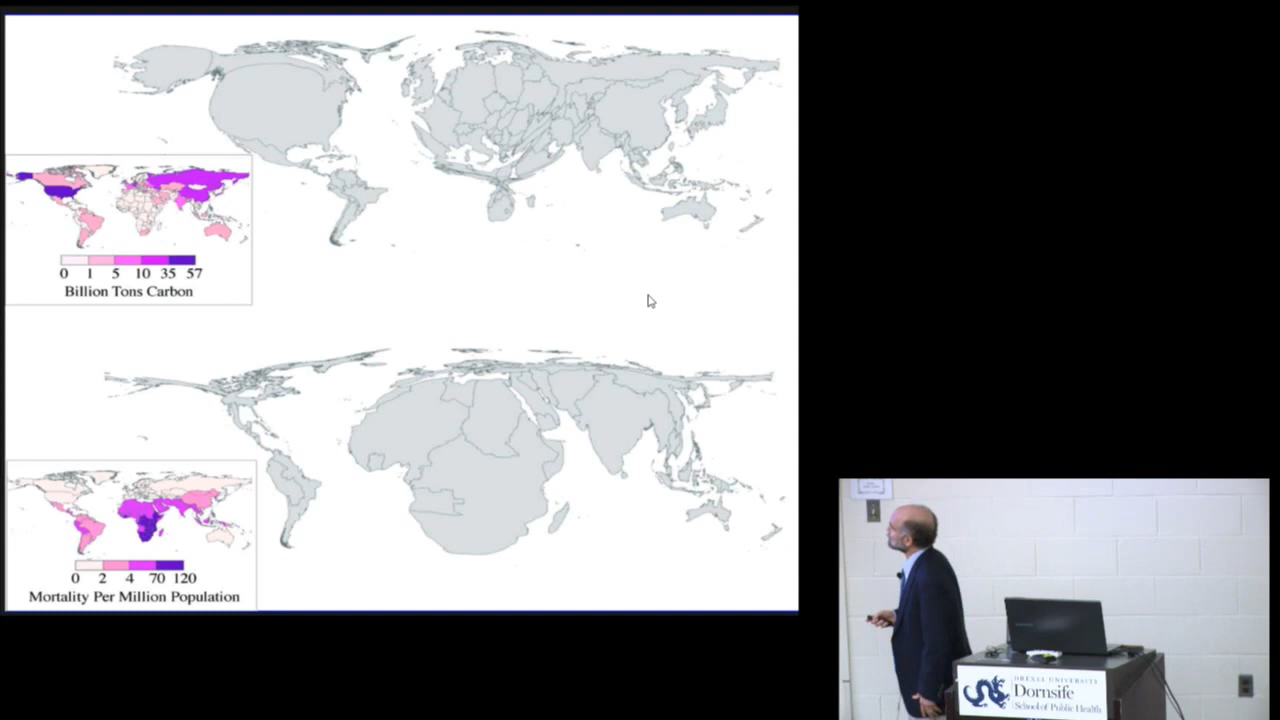 0 1 5 10 35 57
Billion Tons Carbon
0 2 4 70 120
Mortality Per Million Population
DREXEL UNIVERSITY
Dornsife
School of Public Health